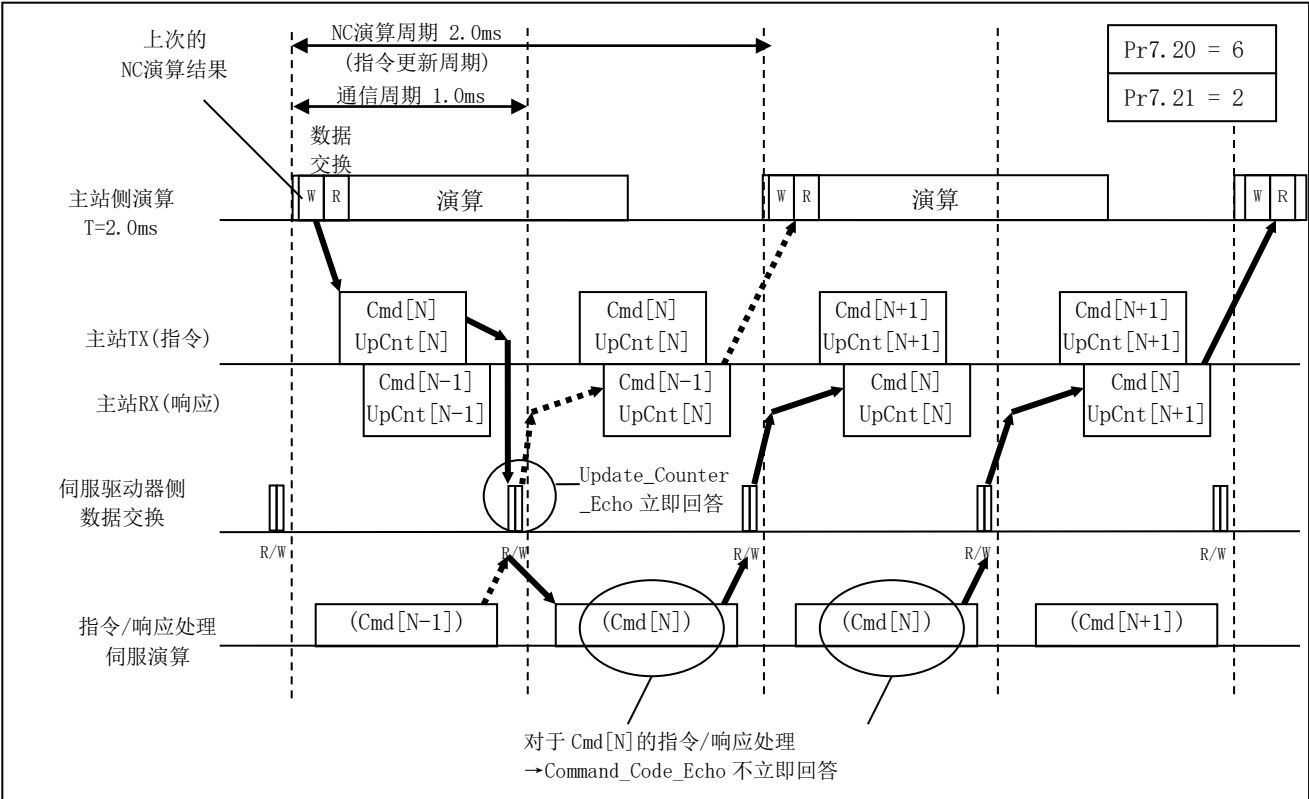 上次的
NC演算结果
NC演算周期 2.0ms
(指令更新周期)
通信周期 1.0ms
数据
交换
Pr7.20 = 6
Pr7.21 = 2
主站侧演算
T=2.0ms
W R 演算 W R 演算 W R
主站TX(指令)
Cmd[N]
UpCnt[N]
Cmd[N]
UpCnt[N]
Cmd[N+1]
UpCnt[N+1]
Cmd[N+1]
UpCnt[N+1]
主站RX(响应)
Cmd[N-1]
UpCnt[N-1]
Cmd[N-1]
UpCnt[N]
Cmd[N]
UpCnt[N]
Cmd[N]
UpCnt[N+1]
伺服驱动器侧
数据交换
Update_Counter
_Echo 立即回答
R/W R/W R/W R/W R/W
指令/响应处理
伺服演算
(Cmd[N-1]) (Cmd[N]) (Cmd[N]) (Cmd[N+1])
对于 Cmd[N]的指令/响应处理
→Command_Code_Echo 不立即回答